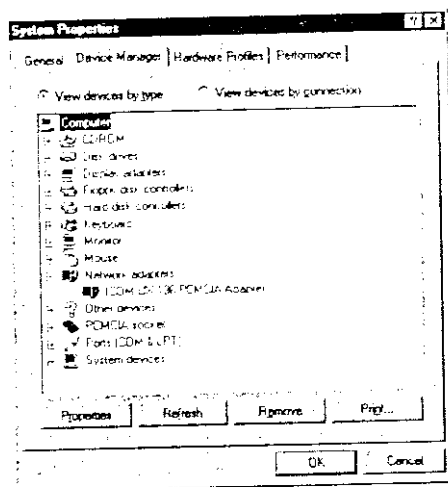 System Properties
General Device Manager Hardware Profiles Performance
View devices by type View devices by connection
Computer
CDROM
Disk drives
Display adapters
Floppy disk controllers
Hard disk controllers
Keyboard
Monitor
Mouse
Network adapters
PCMCIA Adapter
Other devices
PCMCIA socket
Ports (COM & LPT)
System devices
Properties Refresh Remove Print...
OK Cancel